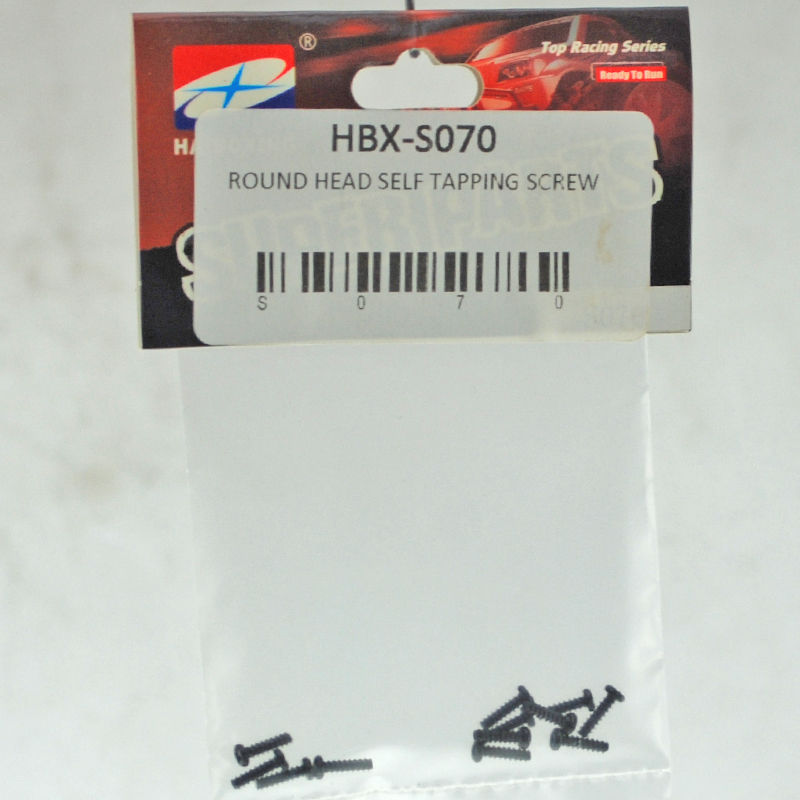 ®
Top Racing Series
Ready To Run
HBX-S070
ROUND HEAD SELF TAPPING SCREW
S 0 7 0